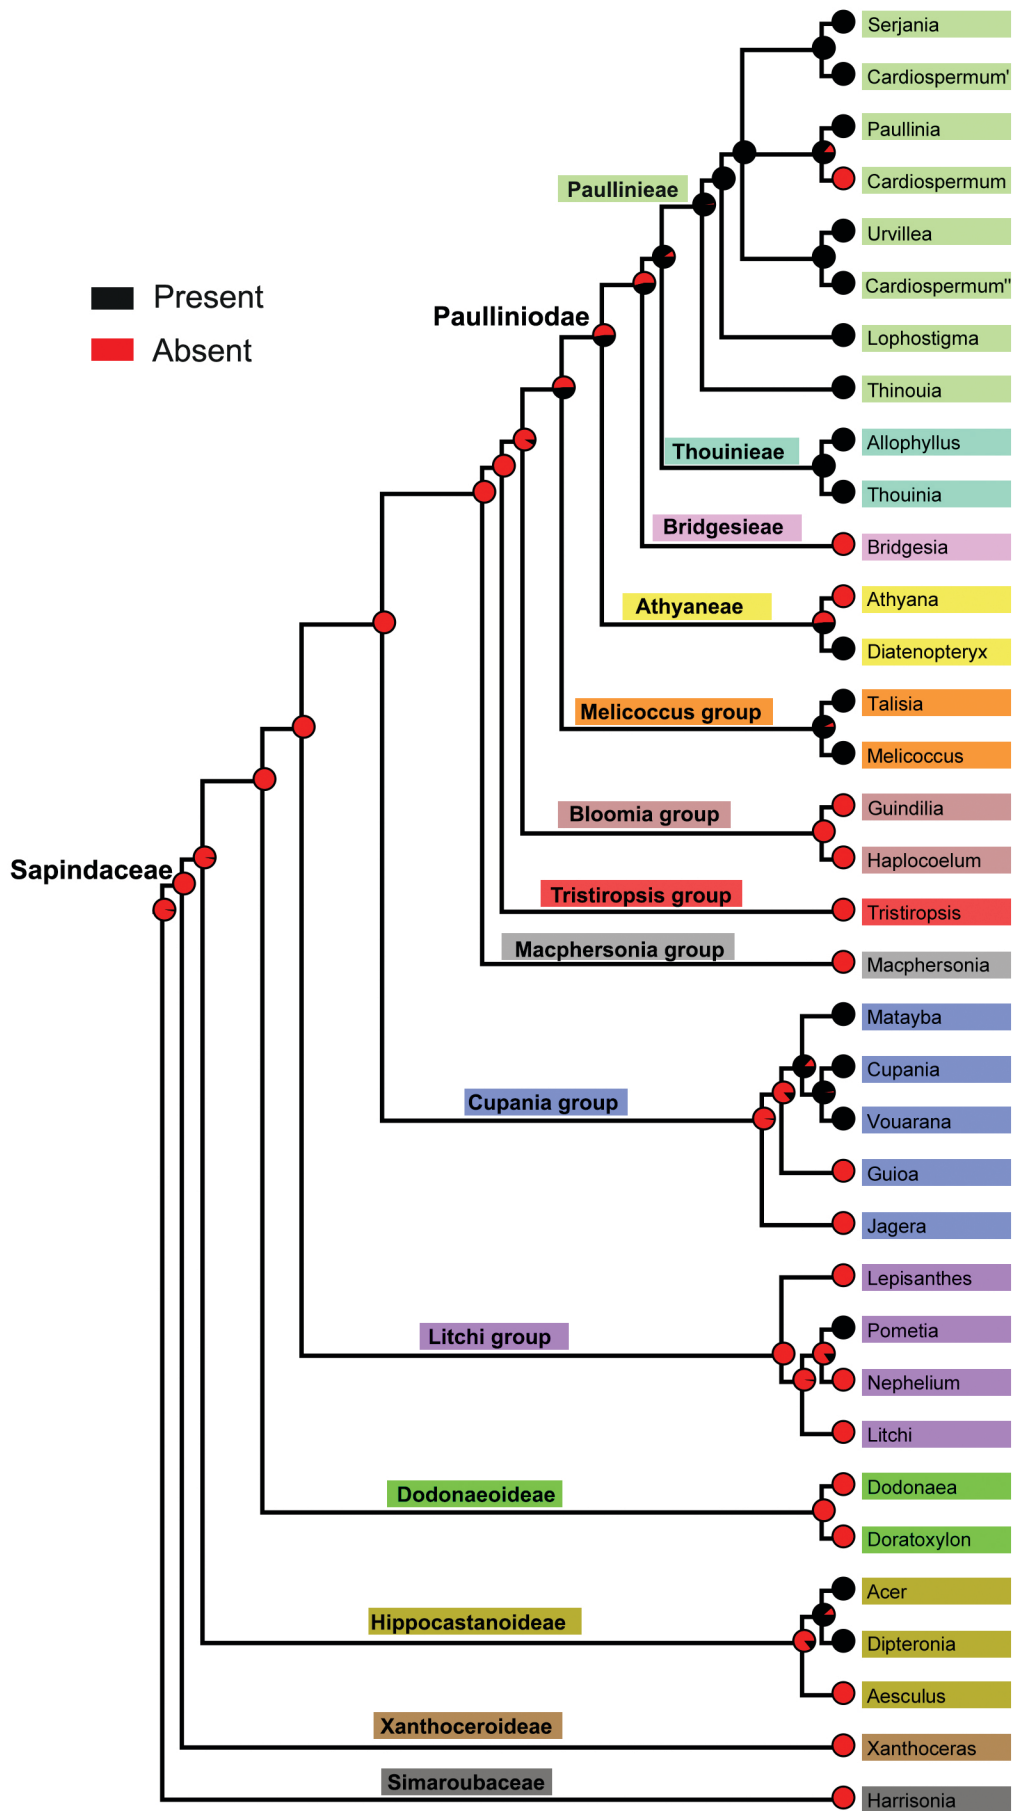 Serjania
Cardiospermum'
Paullinia
Paullinieae
Cardiospermum
Urvillea
Cardiospermum"
Present
Paulliniodae
Lophostigma
Absent
Thinouia
Allophyllus
Thouinieae
Thouinia
Bridgesieae
Bridgesia
Athyana
Athyaneae
Diatenopteryx
Talisia
Melicoccus group
Melicoccus
Guindilia
Bloomia group
Haplocoelum
Sapindaceae
Tristiropsis group
Tristiropsis
Macphersonia group
Macphersonia
Matayba
Cupania
Cupania group
Vouarana
Guioa
Jagera
Lepisanthes
Pometia
Litchi group
Nephelium
Litchi
Dodonaea
Dodonaeoideae
Doratoxylon
Acer
Hippocastanoideae
Dipteronia
Aesculus
Xanthoceroideae
Xanthoceras
Simaroubaceae
Harrisonia